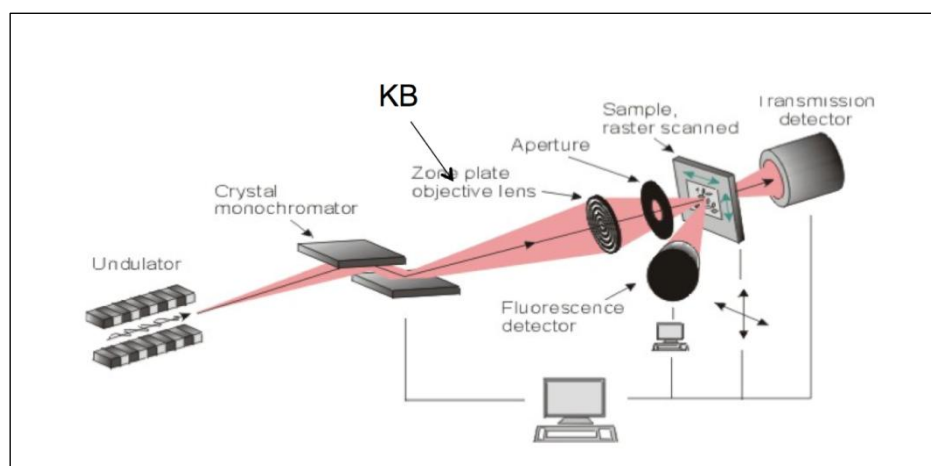 KB
Transmission
detector
Sample,
raster scanned
Aperture
Zone plate
objective lens
Crystal
monochromator
Undulator
Fluorescence
detector